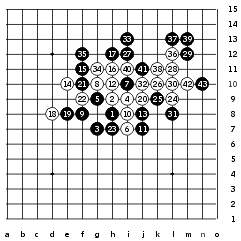 15
14
33 37 39 13
35 17 27 36 29 12
15 34 16 40 41 38 28 11
14 21 8 12 7 32 26 30 42 43 10
22 5 2 4 20 25 24 9
18 19 9 1 10 13 31 8
3 23 6 11 7
6
5
4
3
2
1
a b c d e f g h i j k l m n o